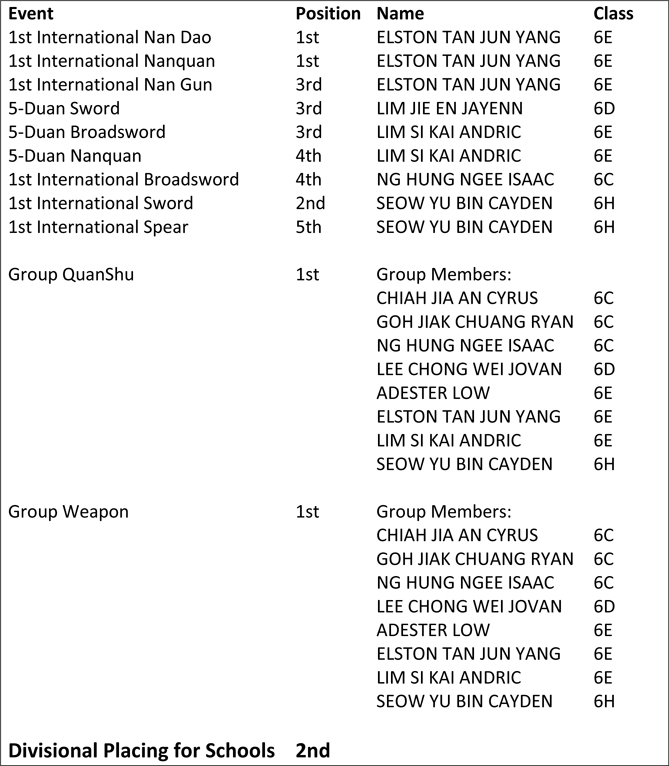 Event Position Name Class
1st International Nan Dao 1st ELSTON TAN JUN YANG 6E
1st International Nanquan 1st ELSTON TAN JUN YANG 6E
1st International Nan Gun 3rd ELSTON TAN JUN YANG 6E
5-Duan Sword 3rd LIM JIE EN JAYENN 6D
5-Duan Broadsword 3rd LIM SI KAI ANDRIC 6E
5-Duan Nanquan 4th LIM SI KAI ANDRIC 6E
1st International Broadsword 4th NG HUNG NGEE ISAAC 6C
1st International Sword 2nd SEOW YU BIN CAYDEN 6H
1st International Spear 5th SEOW YU BIN CAYDEN 6H
Group QuanShu 1st Group Members:
CHIAH JIA AN CYRUS 6C
GOH JIAK CHUANG RYAN 6C
NG HUNG NGEE ISAAC 6C
LEE CHONG WEI JOVAN 6D
ADESTER LOW 6E
ELSTON TAN JUN YANG 6E
LIM SI KAI ANDRIC 6E
SEOW YU BIN CAYDEN 6H
Group Weapon 1st Group Members:
CHIAH JIA AN CYRUS 6C
GOH JIAK CHUANG RYAN 6C
NG HUNG NGEE ISAAC 6C
LEE CHONG WEI JOVAN 6D
ADESTER LOW 6E
ELSTON TAN JUN YANG 6E
LIM SI KAI ANDRIC 6E
SEOW YU BIN CAYDEN 6H
Divisional Placing for Schools 2nd